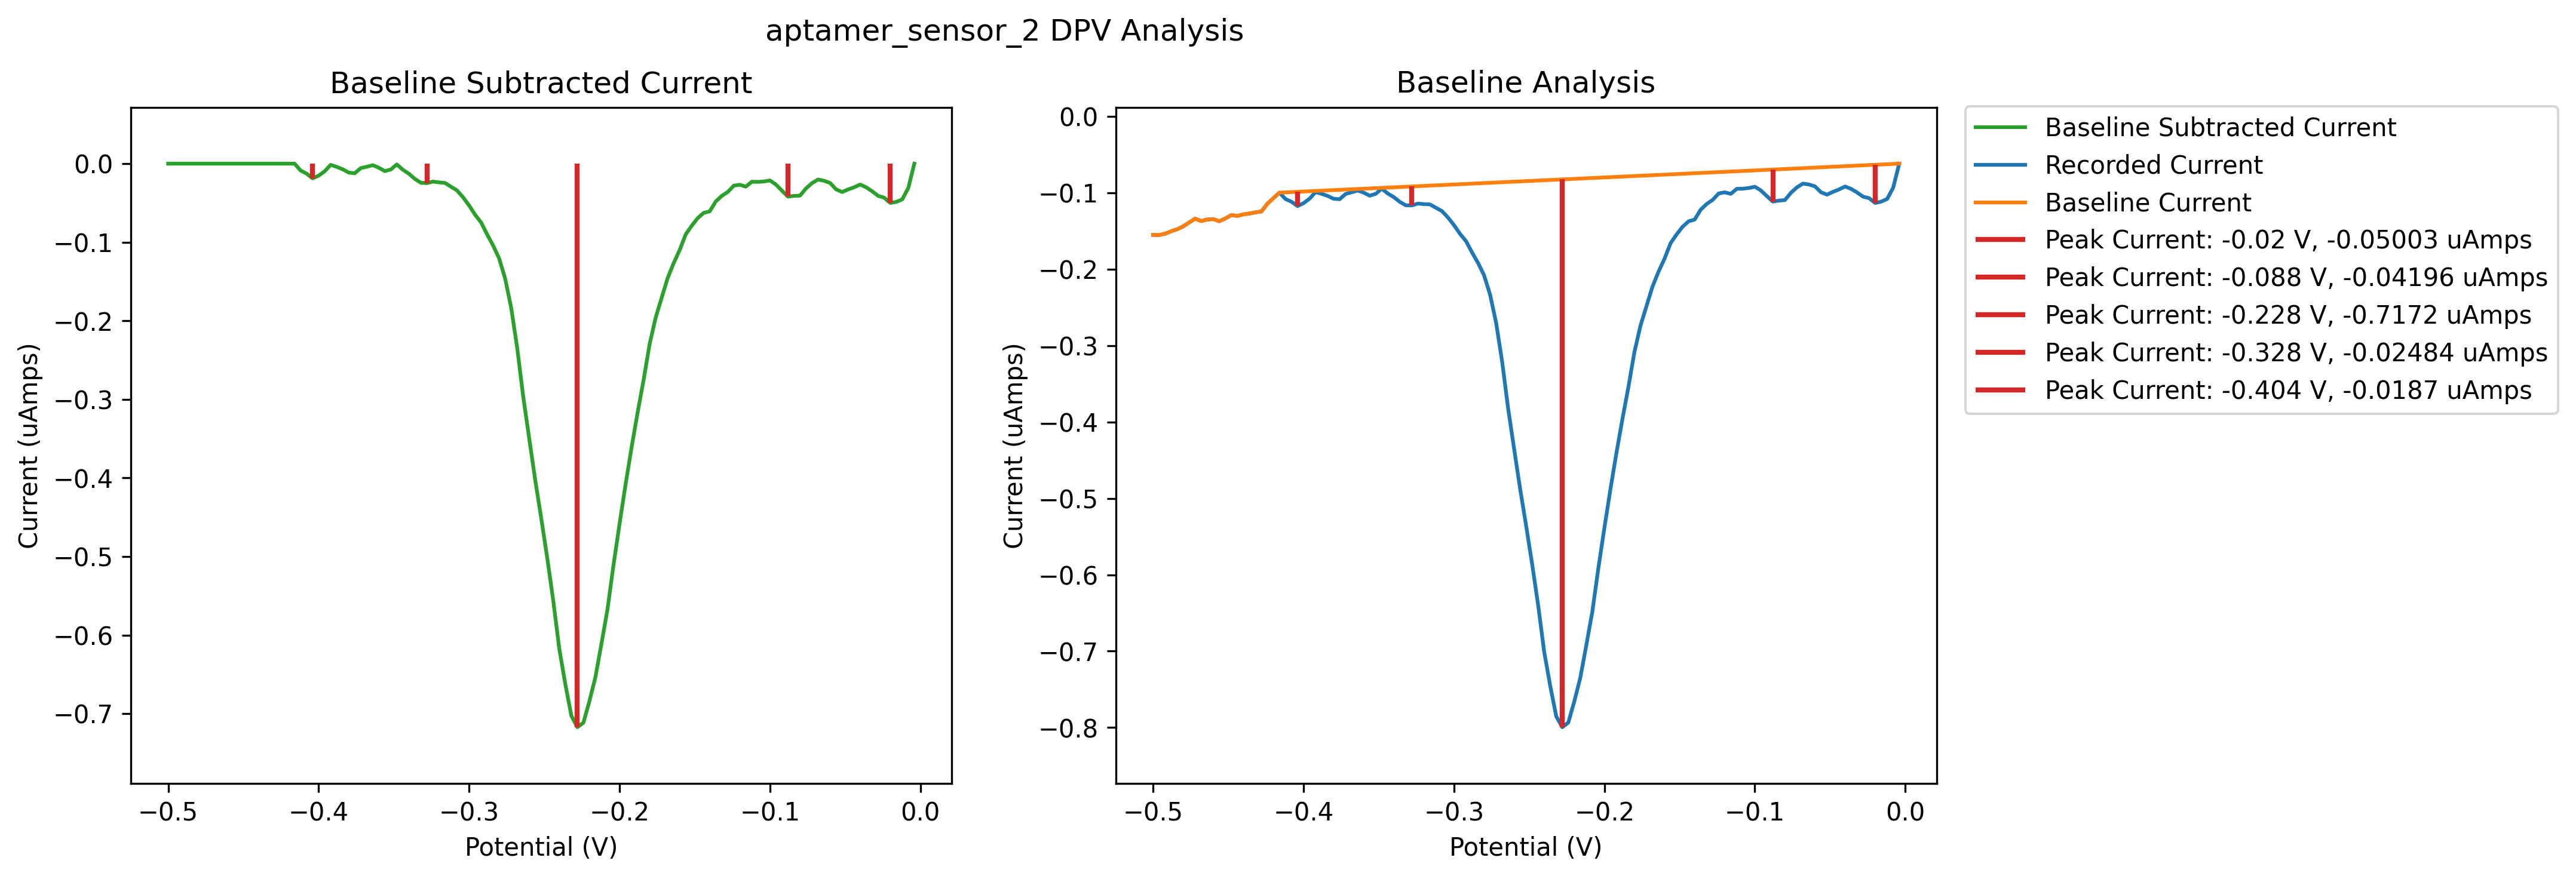 aptamer_sensor_2 DPV Analysis
Baseline Subtracted Current
0.0
−0.1
−0.2
−0.3
−0.4
−0.5
−0.6
−0.7
Current (uAmps)
−0.5 −0.4 −0.3 −0.2 −0.1 0.0
Potential (V)
Baseline Analysis
0.0
−0.1
−0.2
−0.3
−0.4
−0.5
−0.6
−0.7
−0.8
Current (uAmps)
−0.5 −0.4 −0.3 −0.2 −0.1 0.0
Potential (V)
Baseline Subtracted Current
Recorded Current
Baseline Current
Peak Current: -0.02 V, -0.05003 uAmps
Peak Current: -0.088 V, -0.04196 uAmps
Peak Current: -0.228 V, -0.7172 uAmps
Peak Current: -0.328 V, -0.02484 uAmps
Peak Current: -0.404 V, -0.0187 uAmps